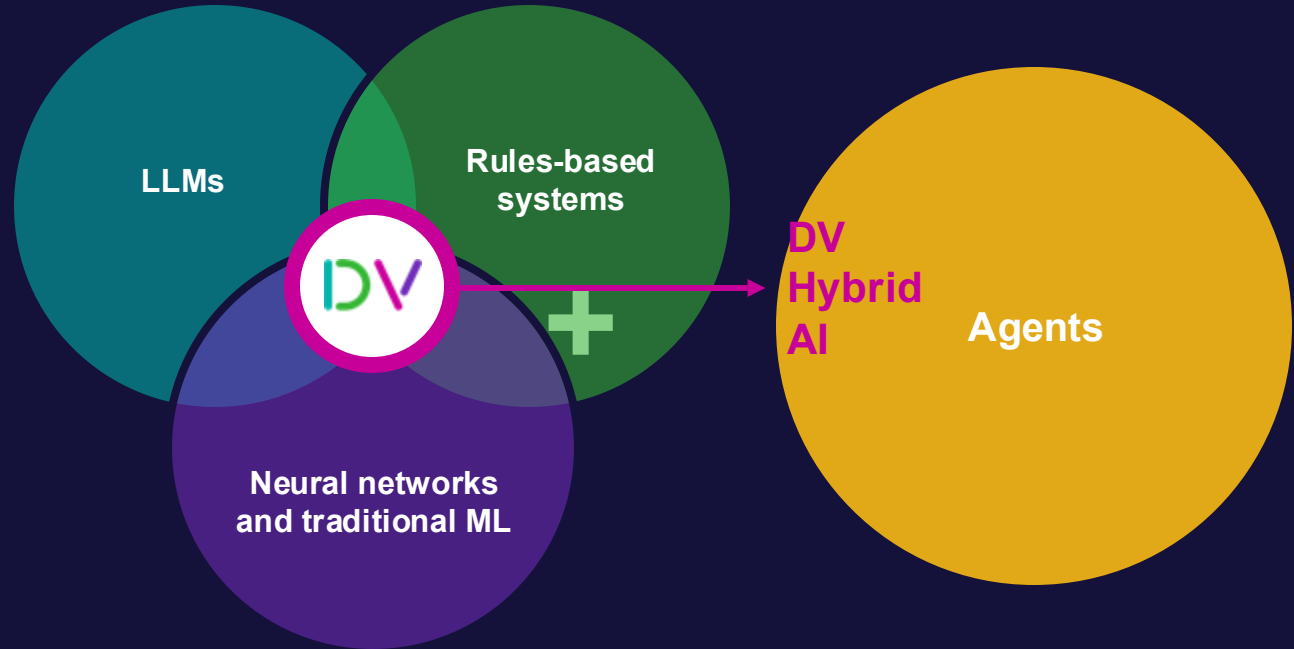 LLMs
Rules-based
systems
DV
DV
Hybrid
AI
Agents
Neural networks
and traditional ML